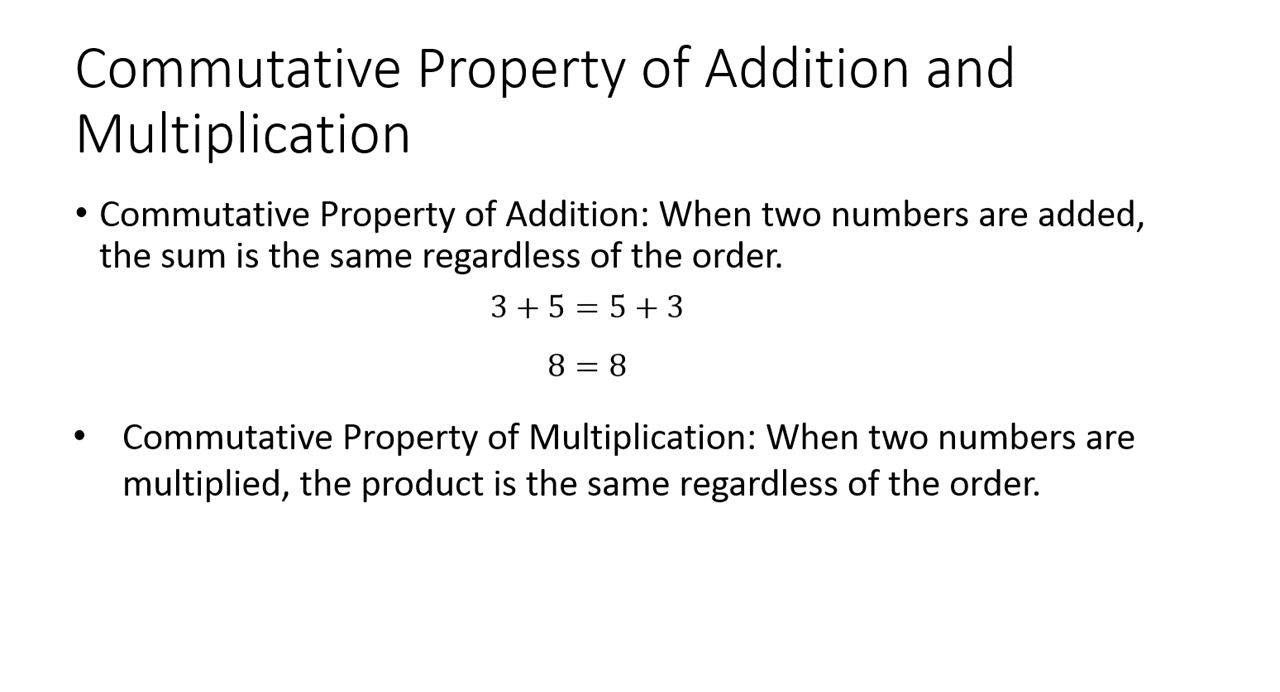 Commutative Property of Addition and
Multiplication
• Commutative Property of Addition: When two numbers are added,
the sum is the same regardless of the order.
3 + 5 = 5 + 3
8 = 8
• Commutative Property of Multiplication: When two numbers are
multiplied, the product is the same regardless of the order.